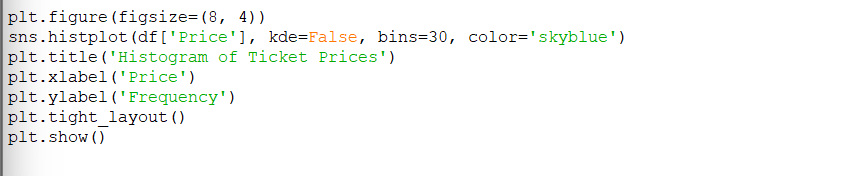 plt.figure(figsize=(8, 4))
sns.histplot(df['Price'], kde=False, bins=30, color='skyblue')
plt.title('Histogram of Ticket Prices')
plt.xlabel('Price')
plt.ylabel('Frequency')
plt.tight_layout()
plt.show()